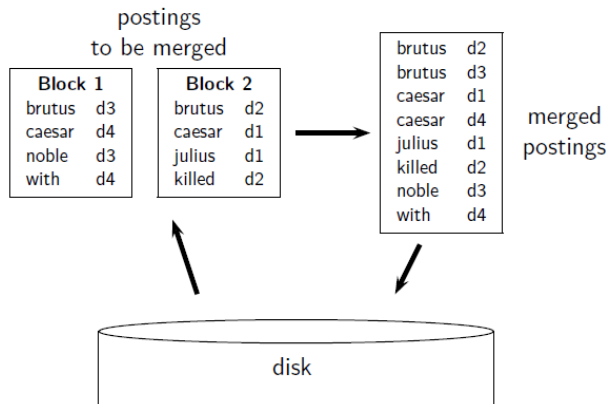 postings
to be merged
Block 1
brutus d3
caesar d4
noble d3
with d4
Block 2
brutus d2
caesar d1
julius d1
killed d2
brutus d2
brutus d3
caesar d1
caesar d4
julius d1
killed d2
noble d3
with d4
merged
postings
disk